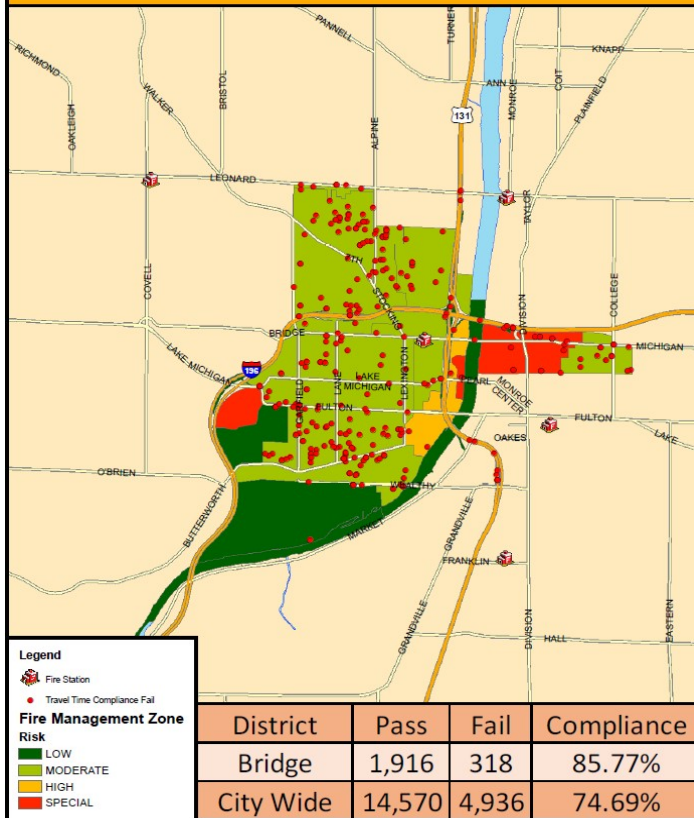 PANNELL
TURNER
RICHMOND
OAKLEIGH
WALKER
BRISTOL
ALPINE
131
ANN
MONROE
COIT
KNAPP
PLAINFIELD
LEONARD
TAYLOR
COVELL
STOCKING
DIVISION
COLLEGE
BRIDGE
MICHIGAN
LAKE MICHIGAN
196
GARFIELD
LANE
LAKE
MICHIGAN
LEXINGTON
PEARL
MONROE
CENTER
FULTON
FULTON
LAKE
OAKES
O'BRIEN
WEALTHY
BUTTERWORTH
MARKET
GRANDVILLE
FRANKLIN
GRANDVILLE
DIVISION
HALL
EASTERN
Legend
Fire Station
Travel Time Compliance Fail
Fire Management Zone
Risk
LOW
MODERATE
HIGH
SPECIAL
District Pass Fail Compliance
Bridge 1,916 318 85.77%
City Wide 14,570 4,936 74.69%